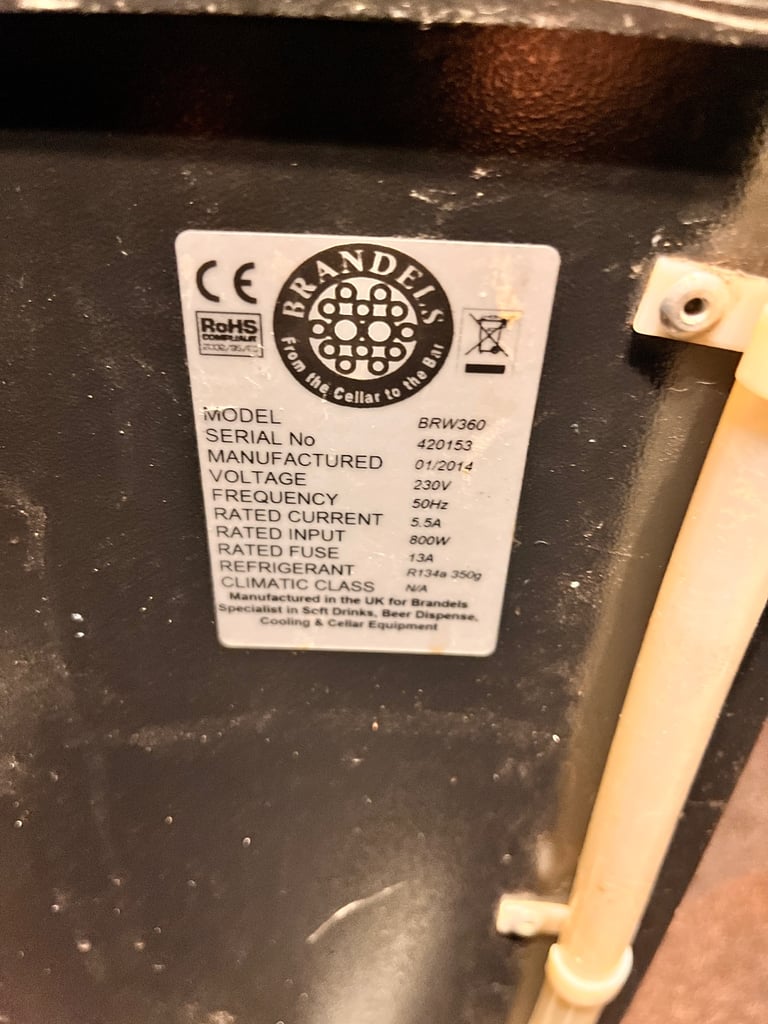 CE
BRANDELS
From the Cellar to the Bar
RoHS
COMPLIANT
MODEL BRW360
SERIAL No 420153
MANUFACTURED 01/2014
VOLTAGE 230V
FREQUENCY 50Hz
RATED CURRENT 5.5A
RATED INPUT 800W
RATED FUSE 13A
REFRIGERANT R134a 350g
CLIMATIC CLASS N/A
Manufactured in the UK for Brandels
Specialist in Soft Drinks, Beer Dispense,
Cooling & Cellar Equipment